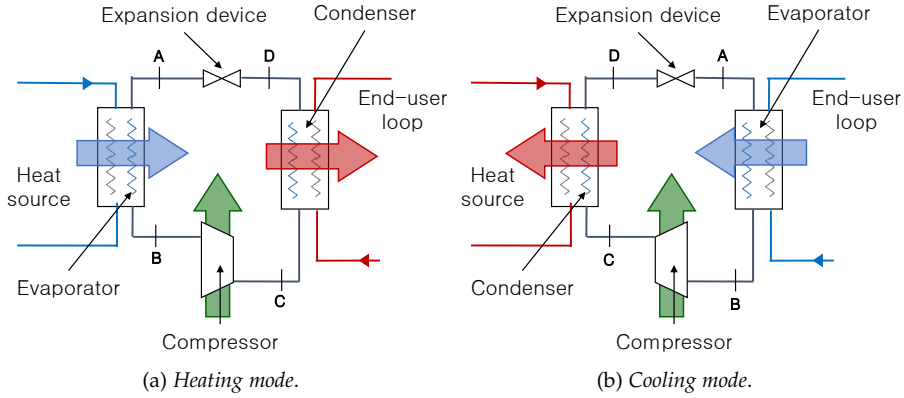 Expansion device
Condenser
A
D
End-user
loop
Heat
source
B
C
Evaporator
Compressor
(a) Heating mode.
Expansion device
Evaporator
D
A
End-user
loop
Heat
source
C
B
Condenser
Compressor
(b) Cooling mode.